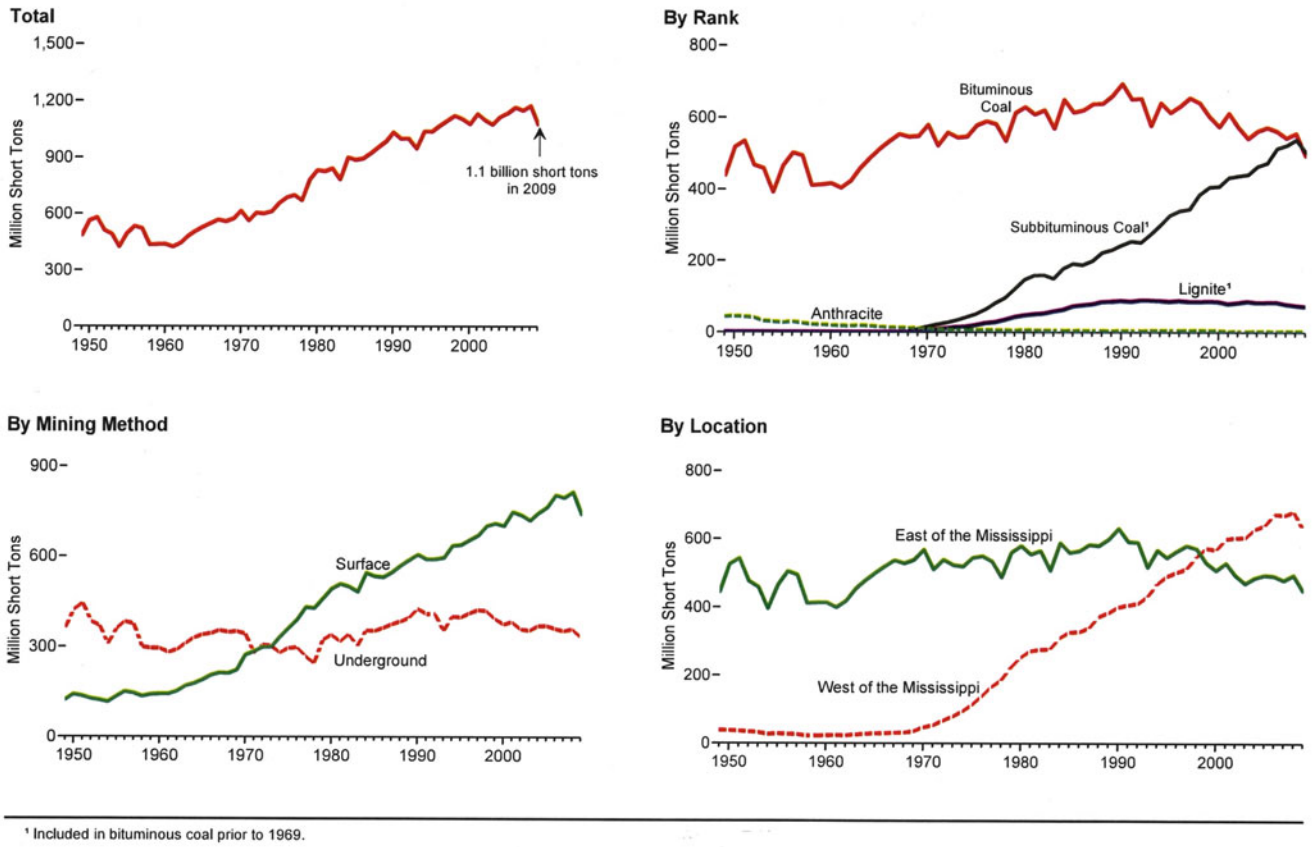 Total
1,500
1,200
900
600
300
0
Million Short Tons
1950 1960 1970 1980 1990 2000
1.1 billion short tons
in 2009
By Rank
800
600
400
200
0
Million Short Tons
Bituminous
Coal
Subbituminous Coal¹
Lignite¹
Anthracite
1950 1960 1970 1980 1990 2000
By Mining Method
900
600
300
0
Million Short Tons
Surface
Underground
1950 1960 1970 1980 1990 2000
By Location
800
600
400
200
0
Million Short Tons
East of the Mississippi
West of the Mississippi
1950 1960 1970 1980 1990 2000
¹ Included in bituminous coal prior to 1969.